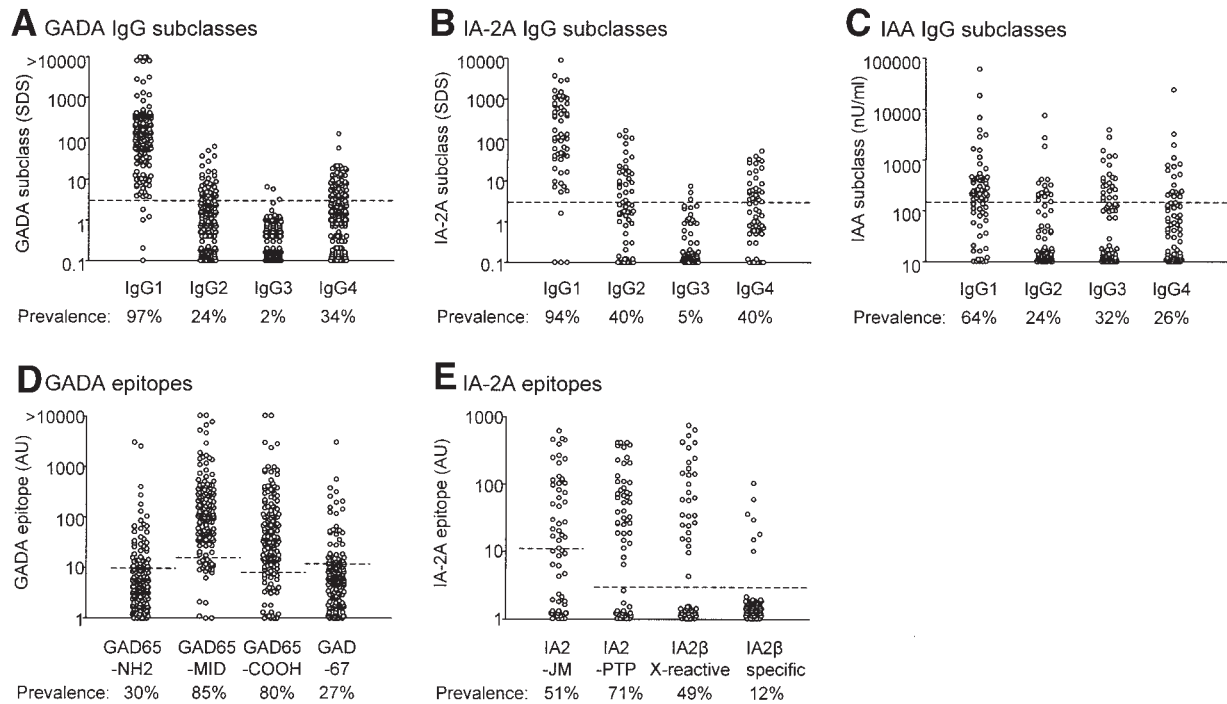 A GADA IgG subclasses
GADA subclass (SDS)
>10000
1000
100
10
1
0.1
IgG1 IgG2 IgG3 IgG4
Prevalence: 97% 24% 2% 34%
B IA-2A IgG subclasses
IA-2A subclass (SDS)
10000
1000
100
10
1
0.1
IgG1 IgG2 IgG3 IgG4
Prevalence: 94% 40% 5% 40%
C IAA IgG subclasses
IAA subclass (nU/ml)
100000
10000
1000
100
10
IgG1 IgG2 IgG3 IgG4
Prevalence: 64% 24% 32% 26%
D GADA epitopes
GADA epitope (AU)
>10000
1000
100
10
1
GAD65 GAD65 GAD65 GAD
-NH2 -MID -COOH -67
Prevalence: 30% 85% 80% 27%
E IA-2A epitopes
IA-2A epitope (AU)
1000
100
10
1
IA2 IA2 IA2β IA2β
-JM -PTP X-reactive specific
Prevalence: 51% 71% 49% 12%